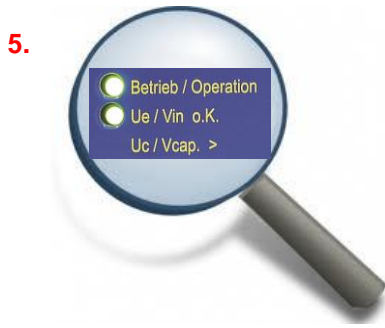 5.
Betrieb / Operation
Ue / Vin o.K.
Uc / Vcap. >